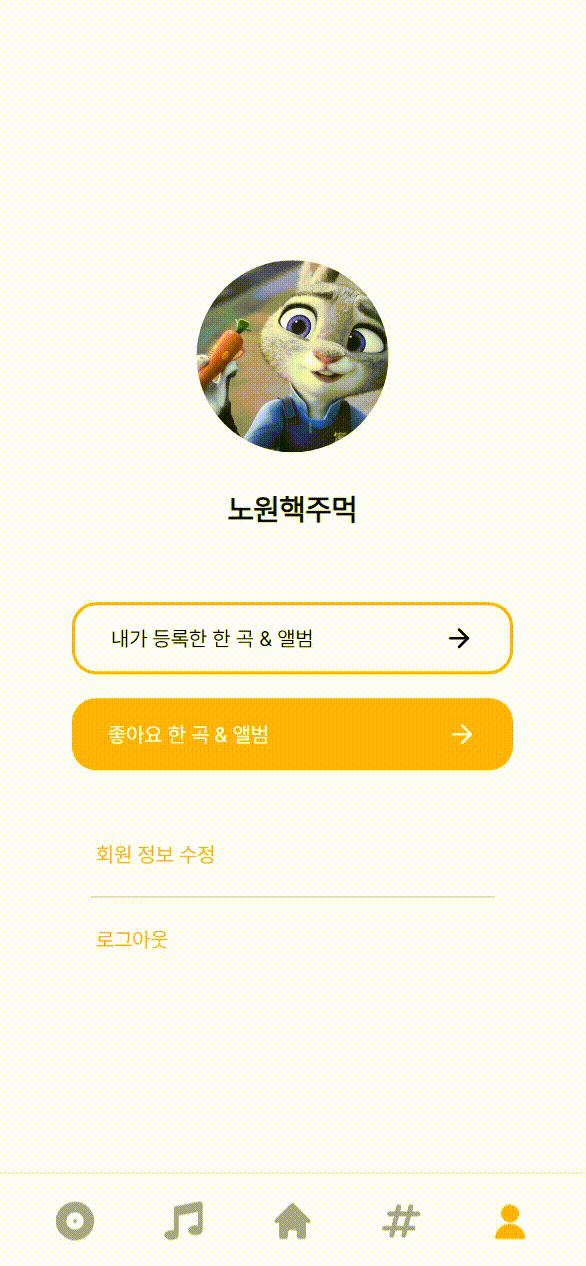 노원핵주먹
내가 등록한 한 곡 & 앨범
좋아요 한 곡 & 앨범
회원 정보 수정
로그아웃